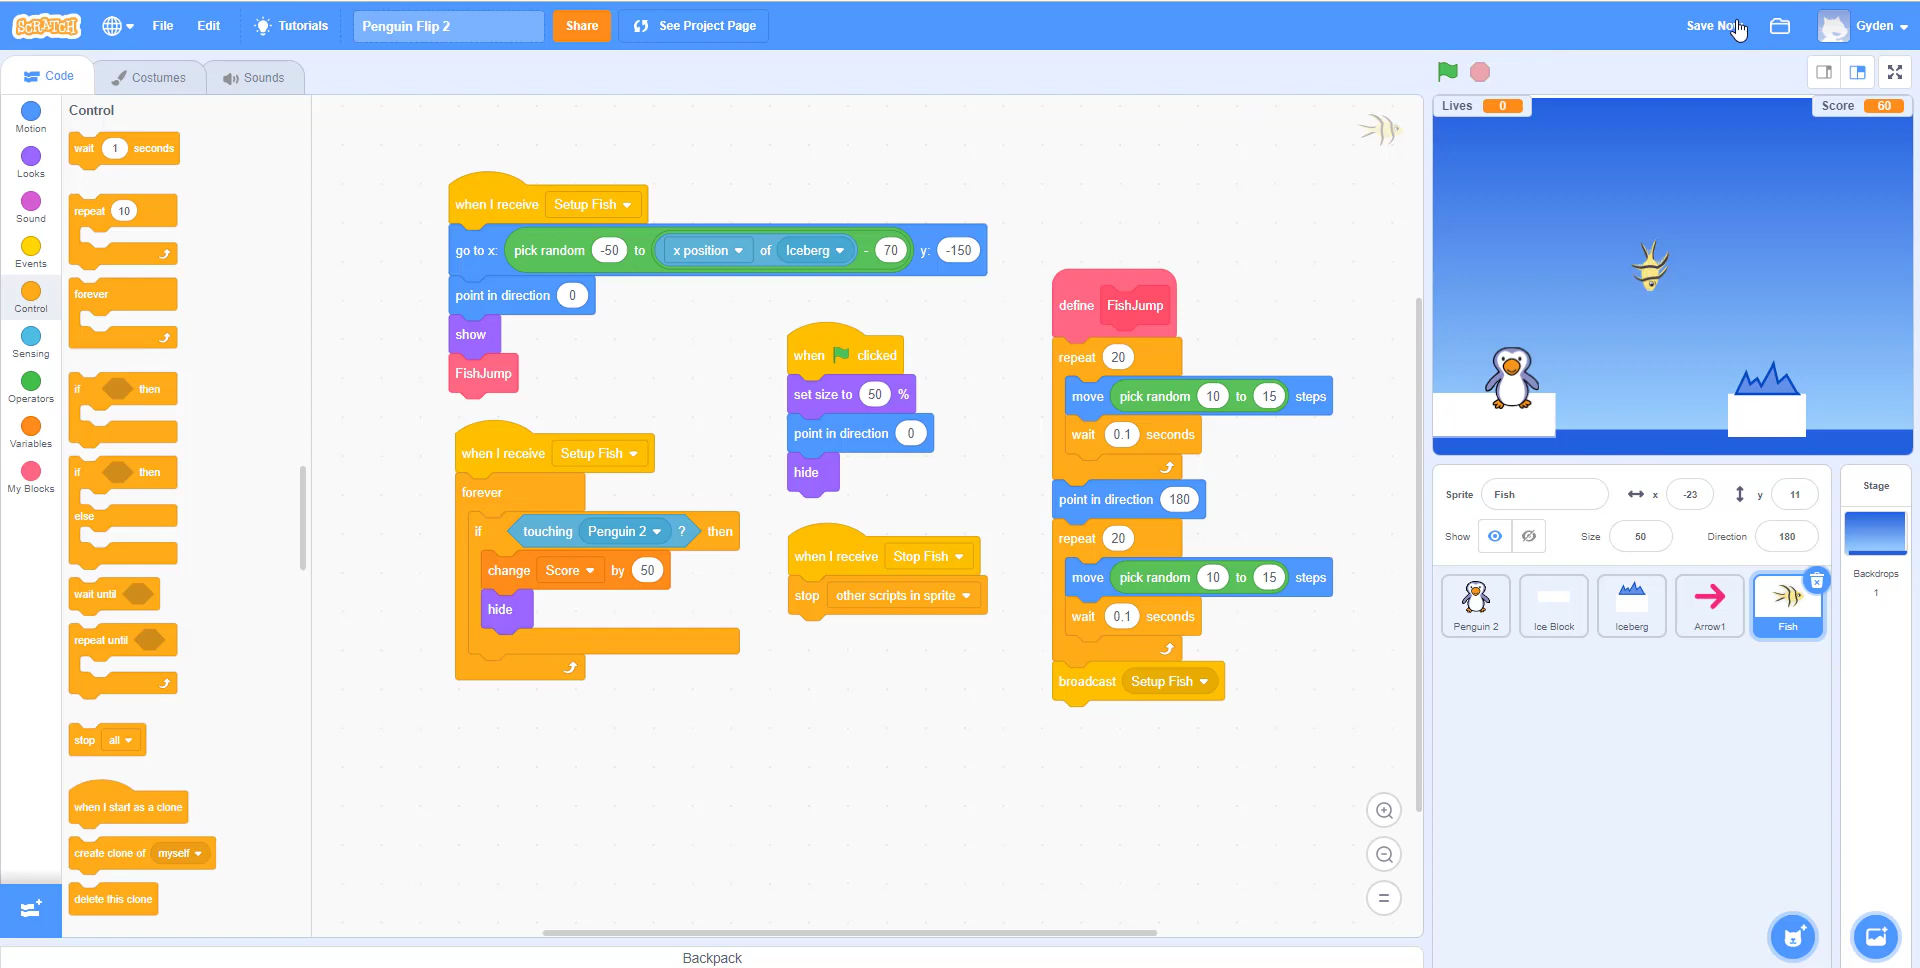 SCRATCH
File
Edit
Tutorials
Penguin Flip 2
Share
See Project Page
Gyden
Code
Costumes
Sounds
Motion
Looks
Sound
Events
Control
Sensing
Operators
Variables
My Blocks
Control
wait 1 seconds
repeat 10
forever
if then
if then
else
wait until
repeat until
stop all
when I start as a clone
create clone of myself
delete this clone
when I receive Setup Fish
go to x: pick random -50 to x position of Iceberg - 70 y: -150
point in direction 0
show
FishJump
when I receive Setup Fish
forever
if touching Penguin 2 ? then
change Score by 50
hide
when clicked
set size to 50 %
point in direction 0
hide
when I receive Stop Fish
stop other scripts in sprite
define FishJump
repeat 20
move pick random 10 to 15 steps
wait 0.1 seconds
point in direction 180
repeat 20
move pick random 10 to 15 steps
wait 0.1 seconds
broadcast Setup Fish
Backpack
Lives 0
Score 60
Sprite Fish x -23 y 11
Show Size 50 Direction 180
Penguin 2
Ice Block
Iceberg
Arrow1
Fish
Stage
Backdrops
1
Save